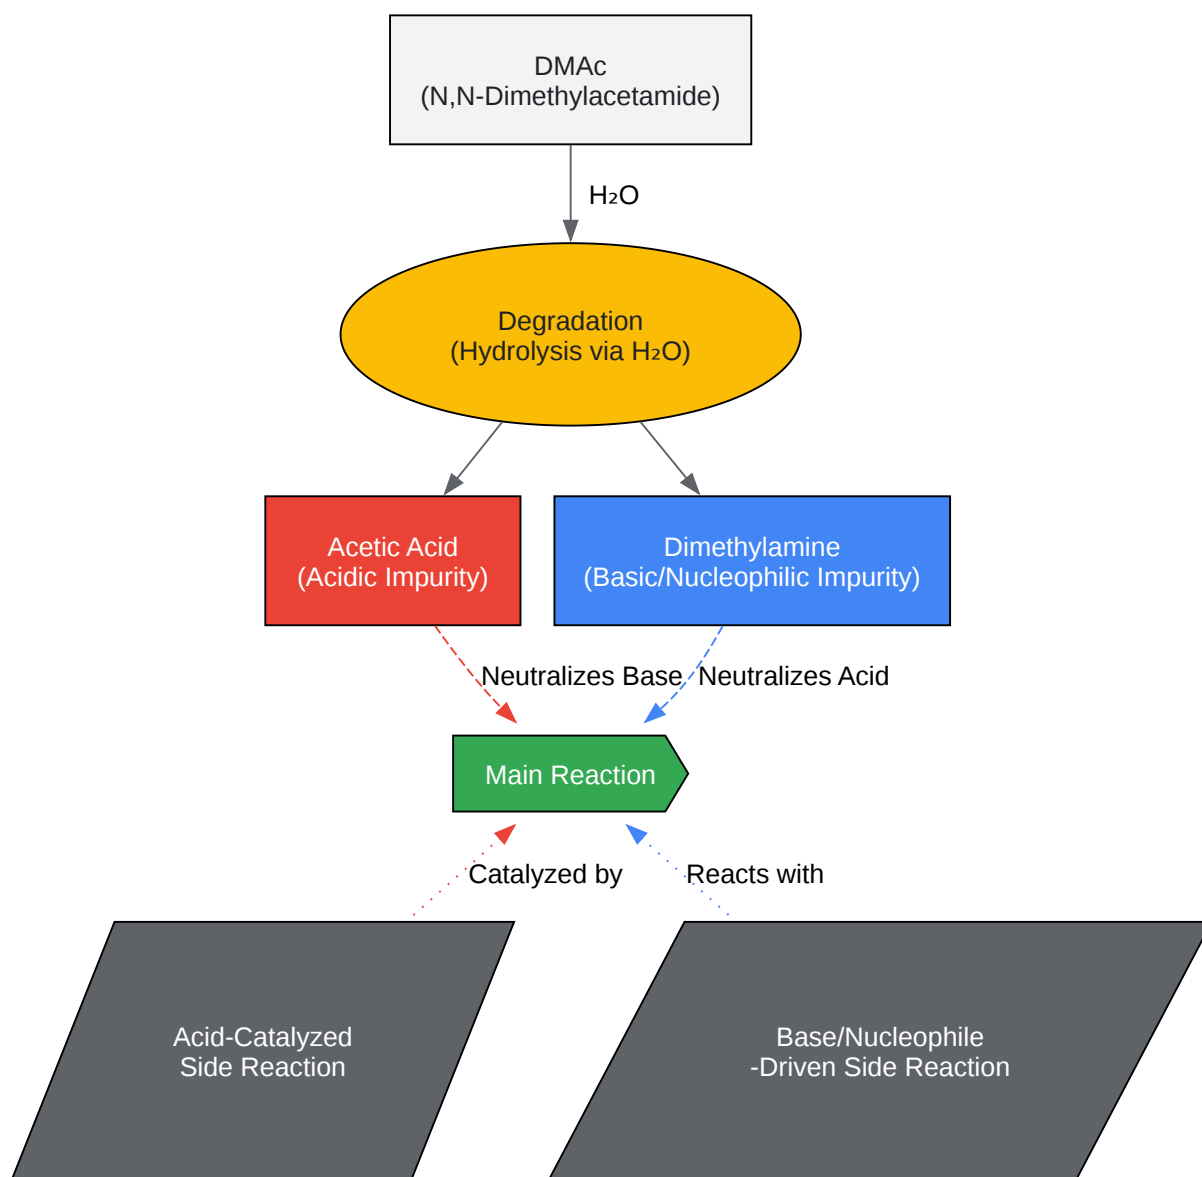 DMAc
(N,N-Dimethylacetamide)
H₂O
Degradation
(Hydrolysis via H₂O)
Acetic Acid
(Acidic Impurity)
Dimethylamine
(Basic/Nucleophilic Impurity)
Neutralizes Base
Neutralizes Acid
Main Reaction
Catalyzed by
Reacts with
Acid-Catalyzed
Side Reaction
Base/Nucleophile
-Driven Side Reaction